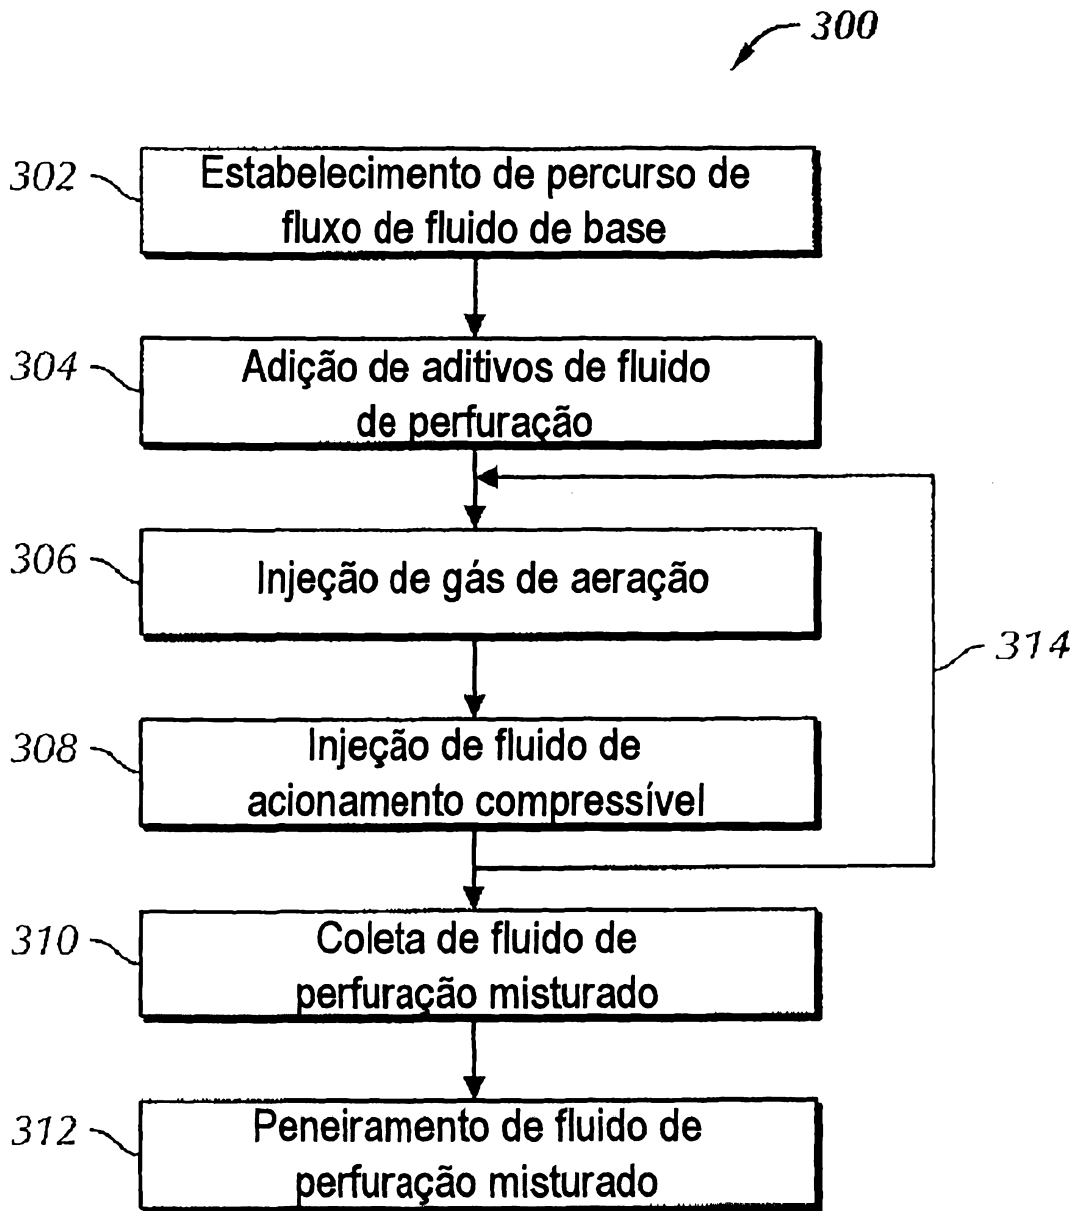 300
302
Estabelecimento de percurso de
fluxo de fluido de base
304
Adição de aditivos de fluido
de perfuração
306
Injeção de gás de aeração
314
308
Injeção de fluido de
acionamento compressível
310
Coleta de fluido de
perfuração misturado
312
Peneiramento de fluido de
perfuração misturado